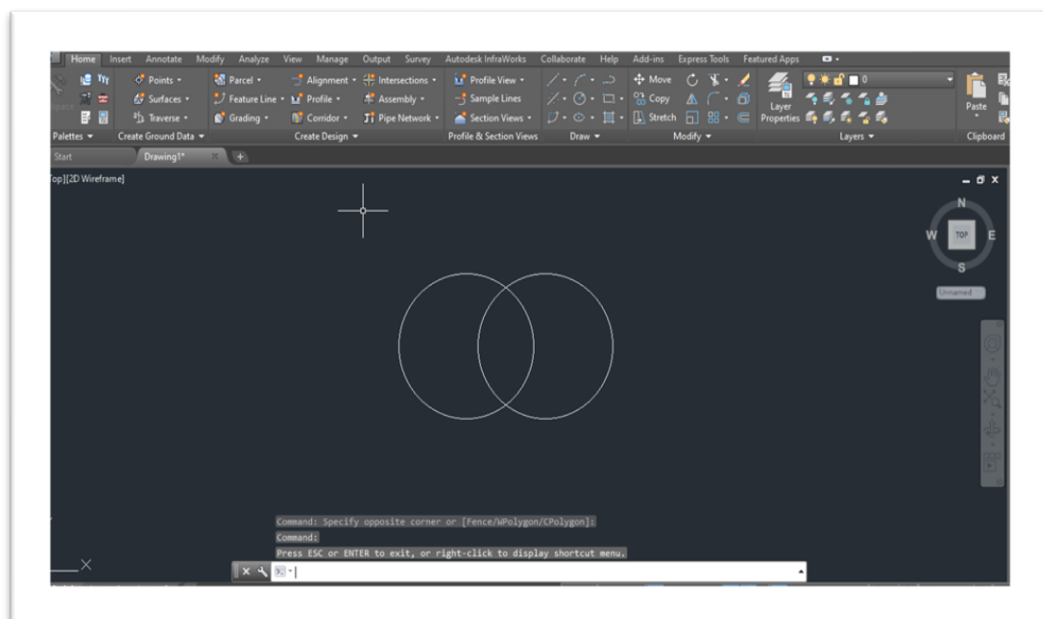 Home Insert Annotate Modify Analyze View Manage Output Survey Autodesk InfraWorks Collaborate Help Add-ins Express Tools Featured Apps
Points Parcel Alignment Intersections Profile View Move
Surfaces Feature Line Profile Assembly Sample Lines Copy Layer Paste
Traverse Grading Corridor Pipe Network Section Views Stretch Properties
0
Palettes Create Ground Data Create Design Profile & Section Views Draw Modify Layers Clipboard
Start Drawing1* +
op][2D Wireframe]
N
W TOP E
S
Unnamed
Command: Specify opposite corner or [Fence/WPolygon/CPolygon]:
Command:
Press ESC or ENTER to exit, or right-click to display shortcut menu.
X